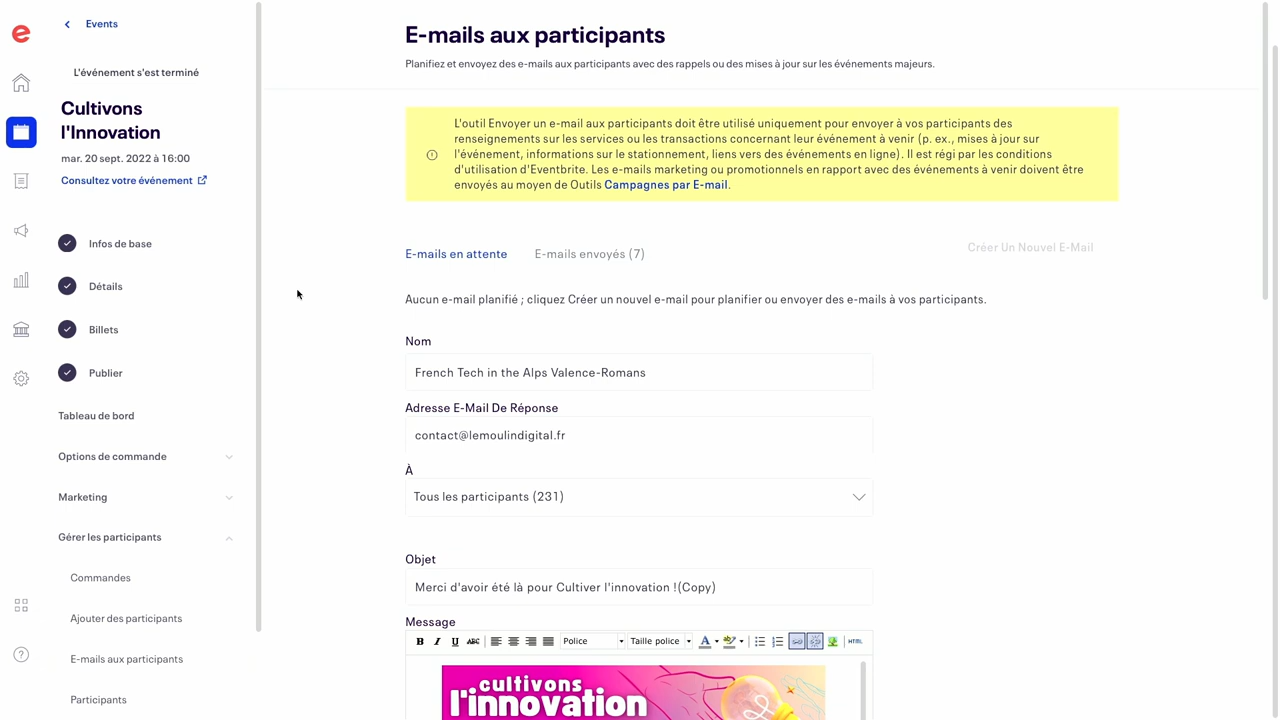 Events
L'événement s'est terminé
Cultivons
l'Innovation
mar. 20 sept. 2022 à 16:00
Consultez votre événement
Infos de base
Détails
Billets
Publier
Tableau de bord
Options de commande
Marketing
Gérer les participants
Commandes
Ajouter des participants
E-mails aux participants
Participants
E-mails aux participants
Planifiez et envoyez des e-mails aux participants avec des rappels ou des mises à jour sur les événements majeurs.
L'outil Envoyer un e-mail aux participants doit être utilisé uniquement pour envoyer à vos participants des
renseignements sur les services ou les transactions concernant leur événement à venir (p. ex., mises à jour sur
l'événement, informations sur le stationnement, liens vers des événements en ligne). Il est régi par les conditions
d'utilisation d'Eventbrite. Les e-mails marketing ou promotionnels en rapport avec des événements à venir doivent être
envoyés au moyen de Outils Campagnes par E-mail.
E-mails en attente E-mails envoyés (7) Créer Un Nouvel E-Mail
Aucun e-mail planifié ; cliquez Créer un nouvel e-mail pour planifier ou envoyer des e-mails à vos participants.
Nom
French Tech in the Alps Valence-Romans
Adresse E-Mail De Réponse
contact@lemoulindigital.fr
À
Tous les participants (231)
Objet
Merci d'avoir été là pour Cultiver l'innovation !(Copy)
Message
B I U ABC Police Taille police A HTML
cultivons
l'innovation